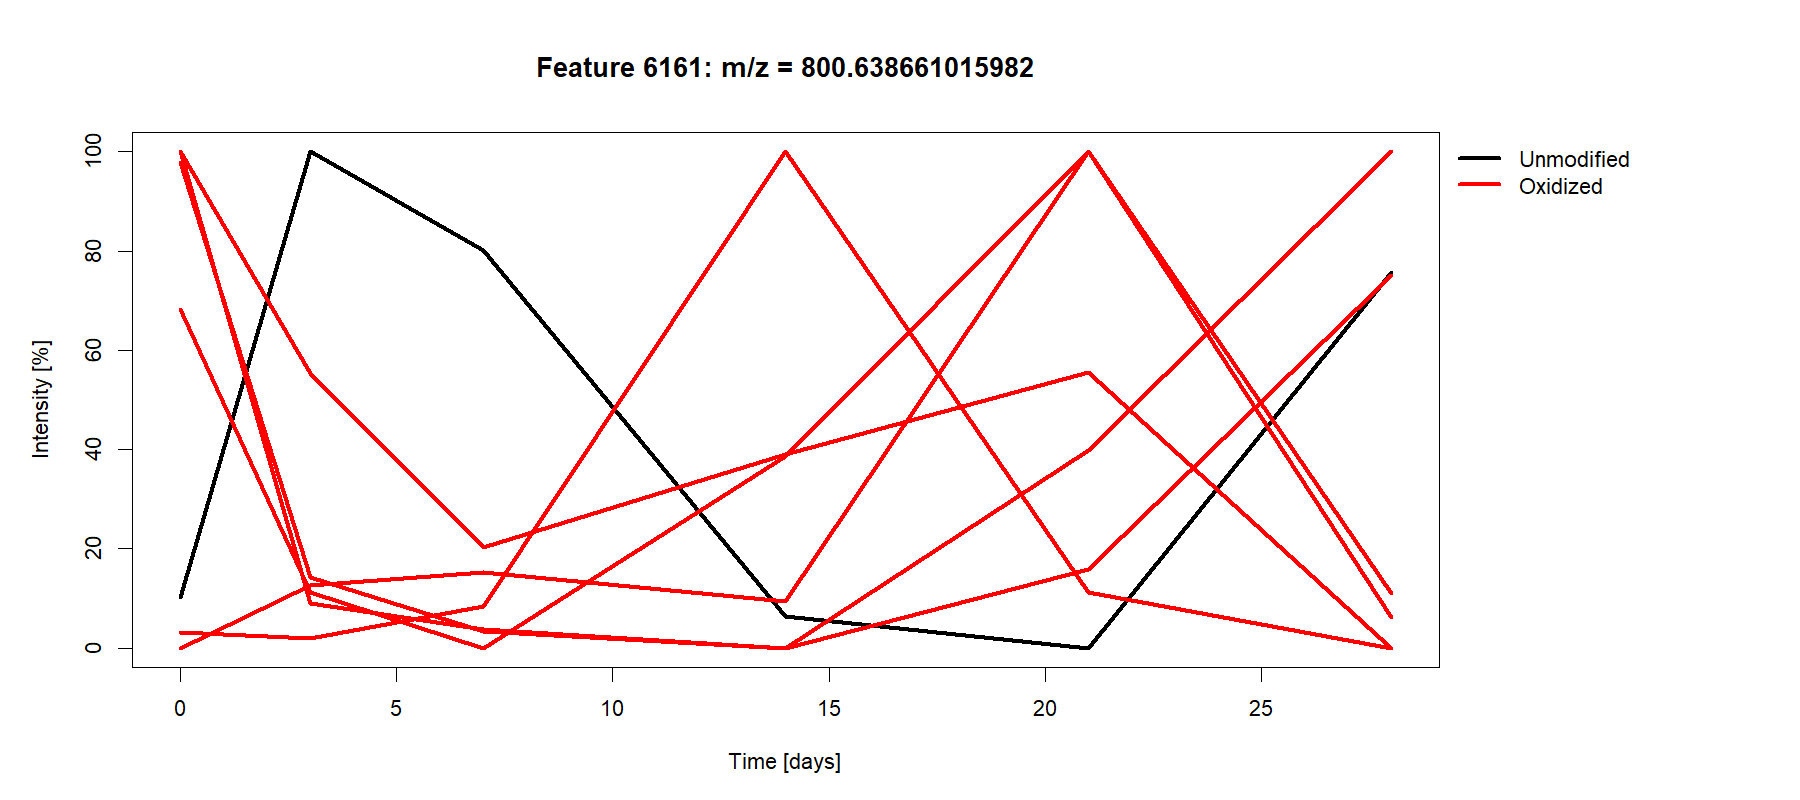 Feature 6161: m/z = 800.638661015982
Unmodified
Oxidized
Intensity [%]
100
80
60
40
20
0
0 5 10 15 20 25
Time [days]